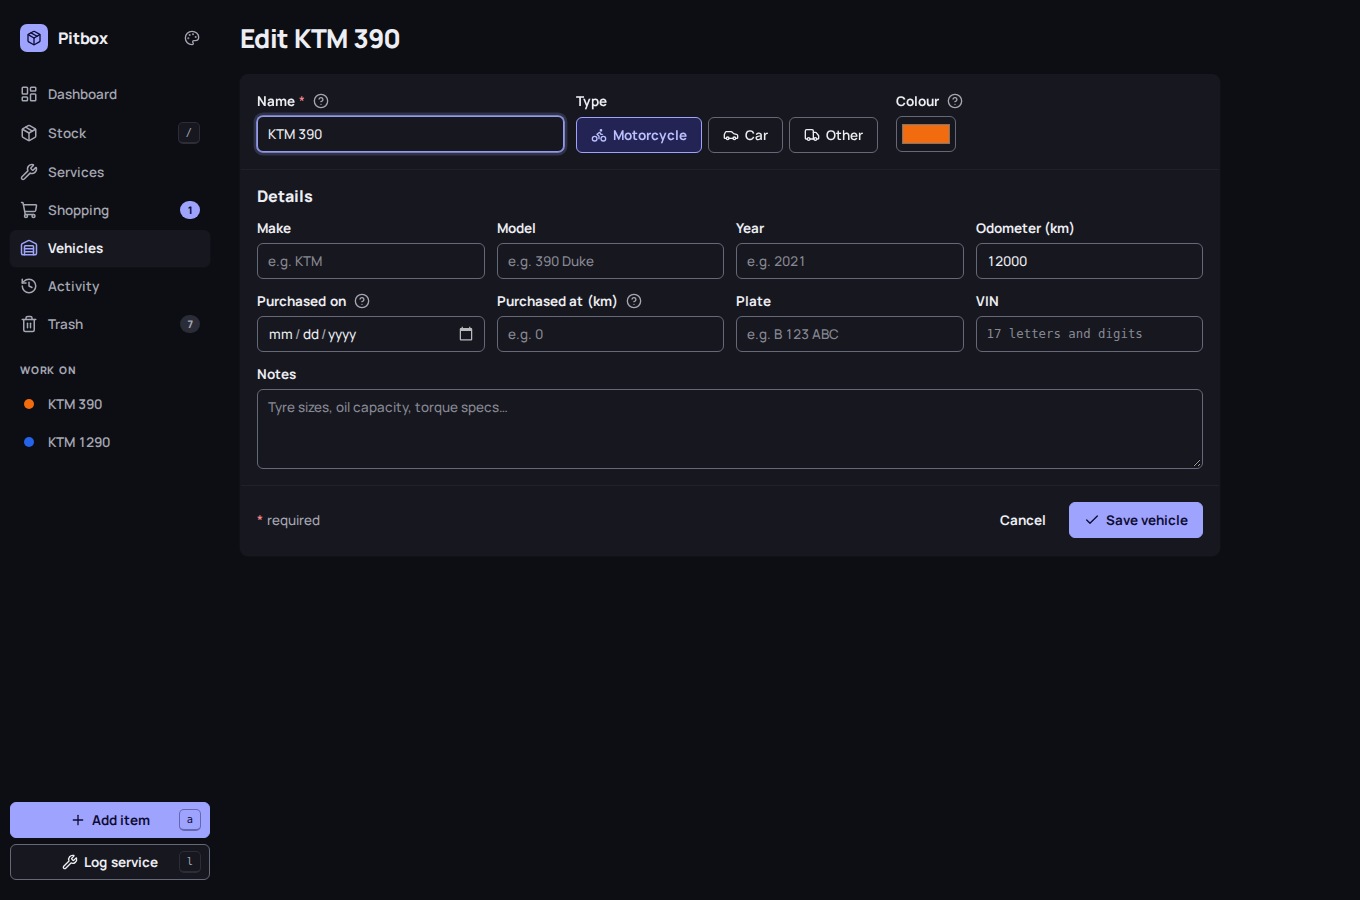 Pitbox
Dashboard
Stock /
Services
Shopping 1
Vehicles
Activity
Trash 7
WORK ON
KTM 390
KTM 1290
Add item a
Log service l
Edit KTM 390
Name * Type Colour
KTM 390 Motorcycle Car Other
Details
Make Model Year Odometer (km)
e.g. KTM e.g. 390 Duke e.g. 2021 12000
Purchased on Purchased at (km) Plate VIN
mm/dd/yyyy e.g. 0 e.g. B 123 ABC 17 letters and digits
Notes
Tyre sizes, oil capacity, torque specs…
* required Cancel Save vehicle